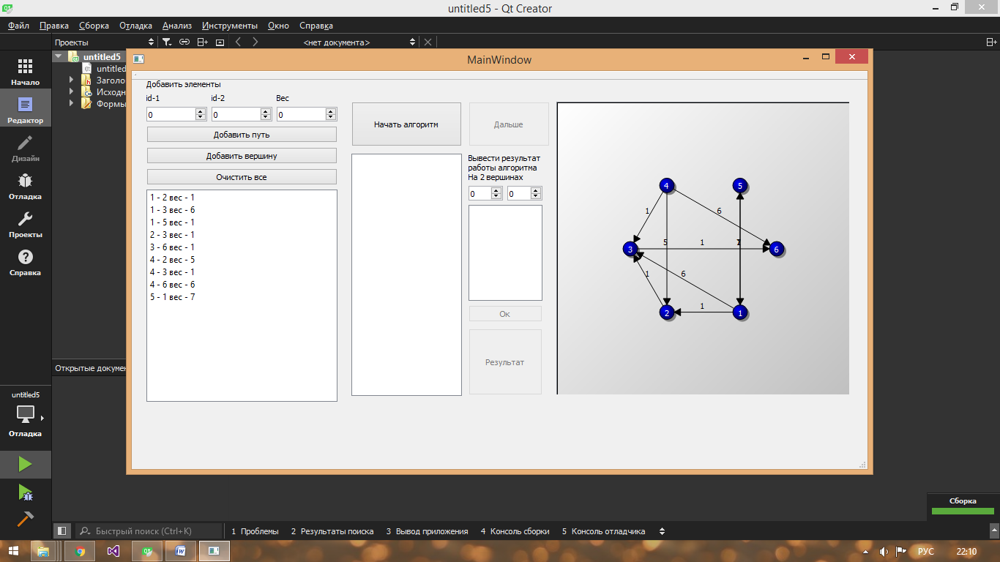 untitled5 - Qt Creator
Файл Правка Сборка Отладка Анализ Инструменты Окно Справка
Проекты <нет документа>
untitled5
untitled
Заголо
Исходн
Формы
Начало
Редактор
Дизайн
Отладка
Проекты
Справка
Открытые докумен
untitled5
Отладка
MainWindow
Добавить элементы
id-1 id-2 Вес
0 0 0
Добавить путь
Добавить вершину
Очистить все
1 - 2 вес - 1
1 - 3 вес - 6
1 - 5 вес - 1
2 - 3 вес - 1
3 - 6 вес - 1
4 - 2 вес - 5
4 - 3 вес - 1
4 - 6 вес - 6
5 - 1 вес - 7
Начать алгоритм
Дальше
Вывести результат
работы алгоритма
На 2 вершинах
0 0
Ок
Результат
4 5
1 6
5 1
3 6
1 6
1
2 1
Сборка
Быстрый поиск (Ctrl+K) 1 Проблемы 2 Результаты поиска 3 Вывод приложения 4 Консоль сборки 5 Консоль отладчика
РУС 22:10